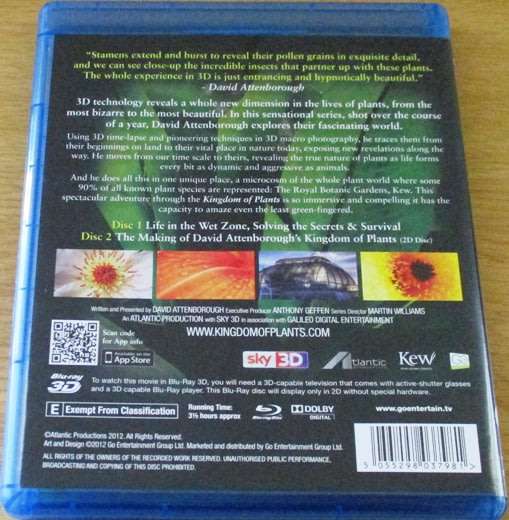 "Stamens extend and burst to reveal their pollen grains in exquisite detail,
and we can see close-up the incredible insects that partner up with these plants.
The whole experience in 3D is just entrancing and hypnotically beautiful."
- David Attenborough
3D technology reveals a whole new dimension in the lives of plants, from the
most bizarre to the most beautiful. In this sensational series, shot over the course
of a year, David Attenborough explores their fascinating world.
Using 3D time-lapse and pioneering techniques in 3D macro photography, he traces them from
their beginnings on land to their vital place in nature today, exposing new revelations along the
way. He moves from our time scale to theirs, revealing the true nature of plants as life forms
every bit as dynamic and aggressive as animals.
And he does all this in one unique place, a microcosm of the whole plant world where some
90% of all known plant species are represented: The Royal Botanic Gardens, Kew. This
spectacular adventure through the Kingdom of Plants is so immersive and compelling it has the
capacity to amaze even the least green-fingered.
Disc 1 Life in the Wet Zone, Solving the Secrets & Survival
Disc 2 The Making of David Attenborough's Kingdom of Plants (2D Disc)
Written and Presented by DAVID ATTENBOROUGH Executive Producer ANTHONY GEFFEN Series Director MARTIN WILLIAMS
An ATLANTIC PRODUCTION with SKY 3D in association with GALILEO DIGITAL ENTERTAINMENT
WWW.KINGDOMOFPLANTS.COM
Scan code
for App info
Available on the
App Store
sky 3D
Atlantic
Kew
Blu-ray
3D
To watch this movie in Blu-Ray 3D, you will need a 3D-capable television that comes with active-shutter glasses
and a 3D-capable Blu-Ray player. This Blu-Ray disc will display only in 2D without special hardware.
E Exempt From Classification
Running Time:
3½ hours approx
Blu-ray Disc
DOLBY
DIGITAL
www.goentertain.tv
©Atlantic Productions 2012. All Rights Reserved.
Art and Design ©2012 Go Entertainment Group Ltd. Marketed and distributed by Go Entertainment Group Ltd.
ALL RIGHTS OF THE OWNERS OF THE RECORDED WORK RESERVED. UNAUTHORISED PUBLIC PERFORMANCE,
BROADCASTING AND COPYING OF THIS DISC PROHIBITED.
5 055298 037981 >